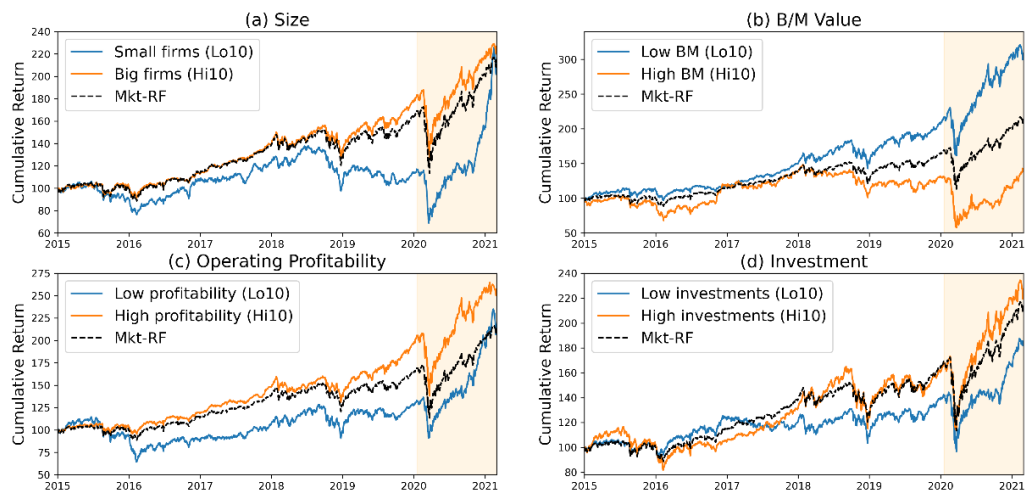 (a) Size
Small firms (Lo10)
Big firms (Hi10)
Mkt-RF
Cumulative Return
240
220
200
180
160
140
120
100
80
60
2015 2016 2017 2018 2019 2020 2021
(b) B/M Value
Low BM (Lo10)
High BM (Hi10)
Mkt-RF
Cumulative Return
300
250
200
150
100
50
2015 2016 2017 2018 2019 2020 2021
(c) Operating Profitability
Low profitability (Lo10)
High profitability (Hi10)
Mkt-RF
Cumulative Return
275
250
225
200
175
150
125
100
75
50
2015 2016 2017 2018 2019 2020 2021
(d) Investment
Low investments (Lo10)
High investments (Hi10)
Mkt-RF
Cumulative Return
240
220
200
180
160
140
120
100
80
2015 2016 2017 2018 2019 2020 2021